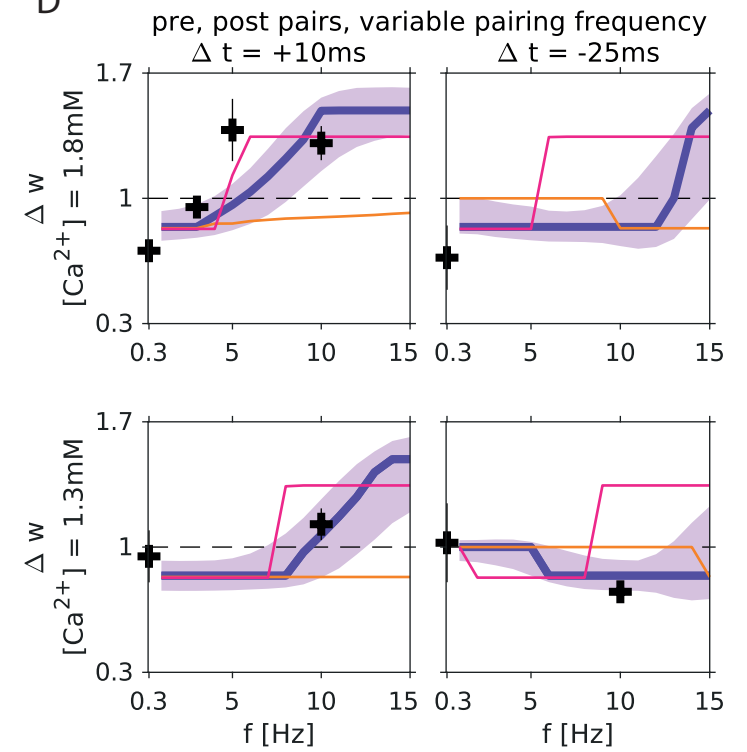 D
pre, post pairs, variable pairing frequency
Δ t = +10ms
Δ t = -25ms
Δ w
[Ca2+] = 1.8mM
1.7
1
0.3
0.3 5 10 15
0.3 5 10 15
Δ w
[Ca2+] = 1.3mM
1.7
1
0.3
0.3 5 10 15
0.3 5 10 15
f [Hz]
f [Hz]